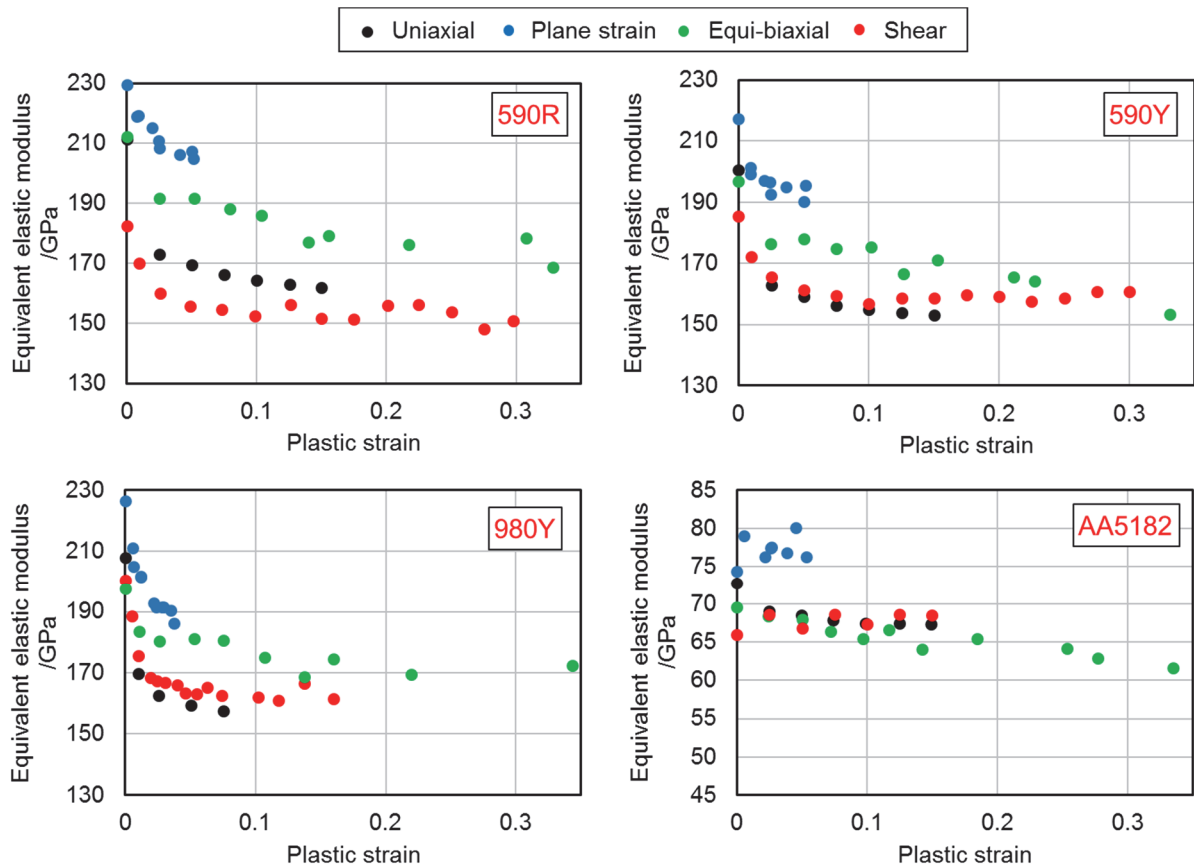 Uniaxial Plane strain Equi-biaxial Shear
590R
Equivalent elastic modulus
/GPa
230
210
190
170
150
130
0 0.1 0.2 0.3
Plastic strain
590Y
Equivalent elastic modulus
/GPa
230
210
190
170
150
130
0 0.1 0.2 0.3
Plastic strain
980Y
Equivalent elastic modulus
/GPa
230
210
190
170
150
130
0 0.1 0.2 0.3
Plastic strain
AA5182
Equivalent elastic modulus
/GPa
85
80
75
70
65
60
55
50
45
0 0.1 0.2 0.3
Plastic strain